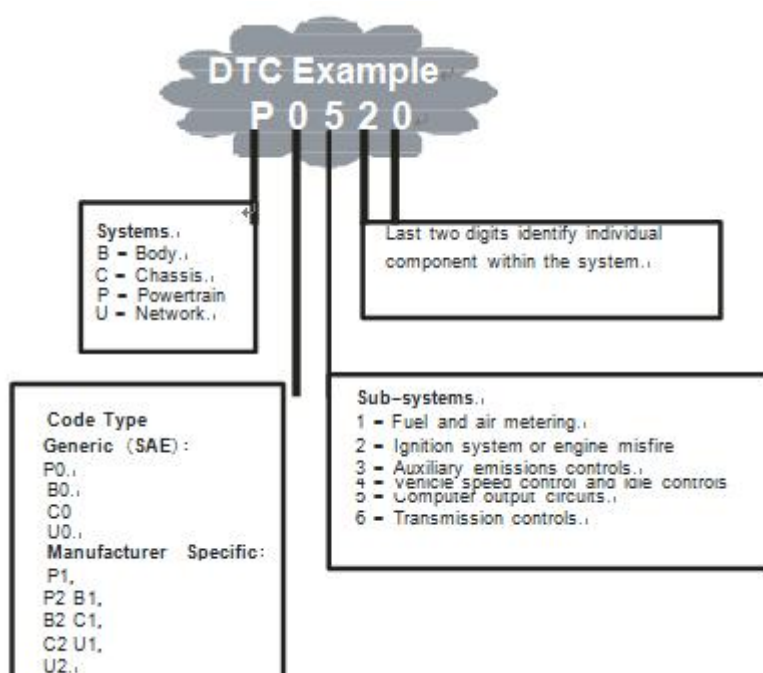 DTC Example
P 0 5 2 0
Systems.
B - Body.
C - Chassis.
P - Powertrain
U - Network.
Last two digits identify individual
component within the system.
Code Type
Generic (SAE):
P0.
B0.
C0
U0.
Manufacturer Specific:
P1,
P2 B1,
B2 C1,
C2 U1,
U2.
Sub-systems.
1 - Fuel and air metering.
2 - Ignition system or engine misfire
3 - Auxiliary emissions controls.
4 - Vehicle speed control and idle controls
5 - Computer output circuits.
6 - Transmission controls.